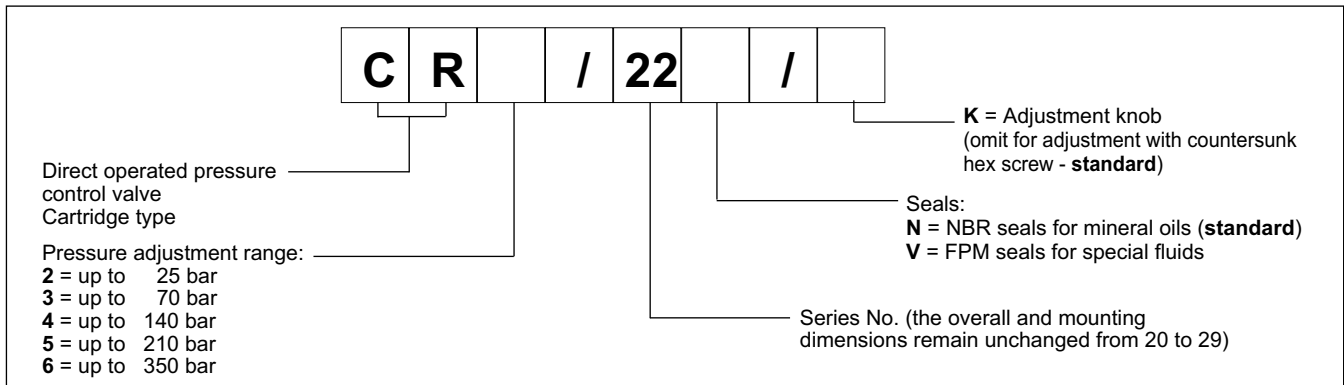 C R / 22 /
K = Adjustment knob
(omit for adjustment with countersunk
hex screw - standard)
Direct operated pressure
control valve
Cartridge type
Seals:
N = NBR seals for mineral oils (standard)
V = FPM seals for special fluids
Pressure adjustment range:
2 = up to 25 bar
3 = up to 70 bar
4 = up to 140 bar
5 = up to 210 bar
6 = up to 350 bar
Series No. (the overall and mounting
dimensions remain unchanged from 20 to 29)